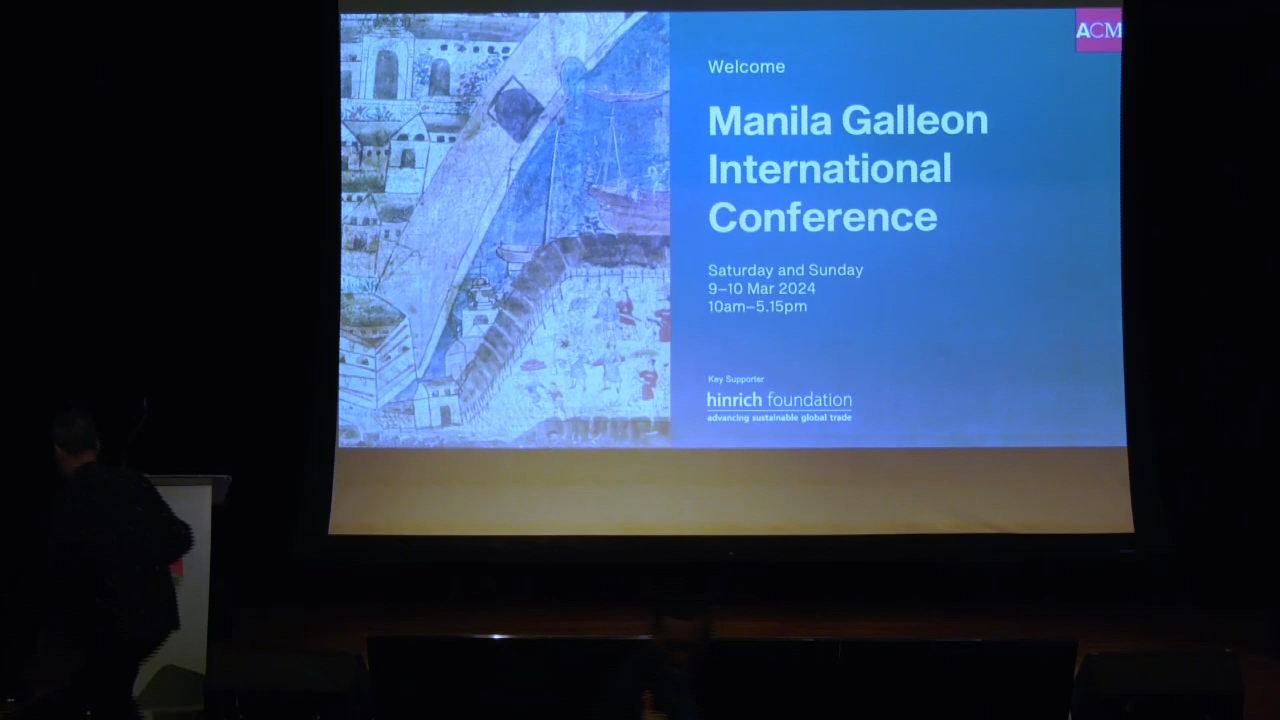 ACM
Welcome
Manila Galleon
International
Conference
Saturday and Sunday
9–10 Mar 2024
10am–5.15pm
Key Supporter
hinrich foundation
advancing sustainable global trade